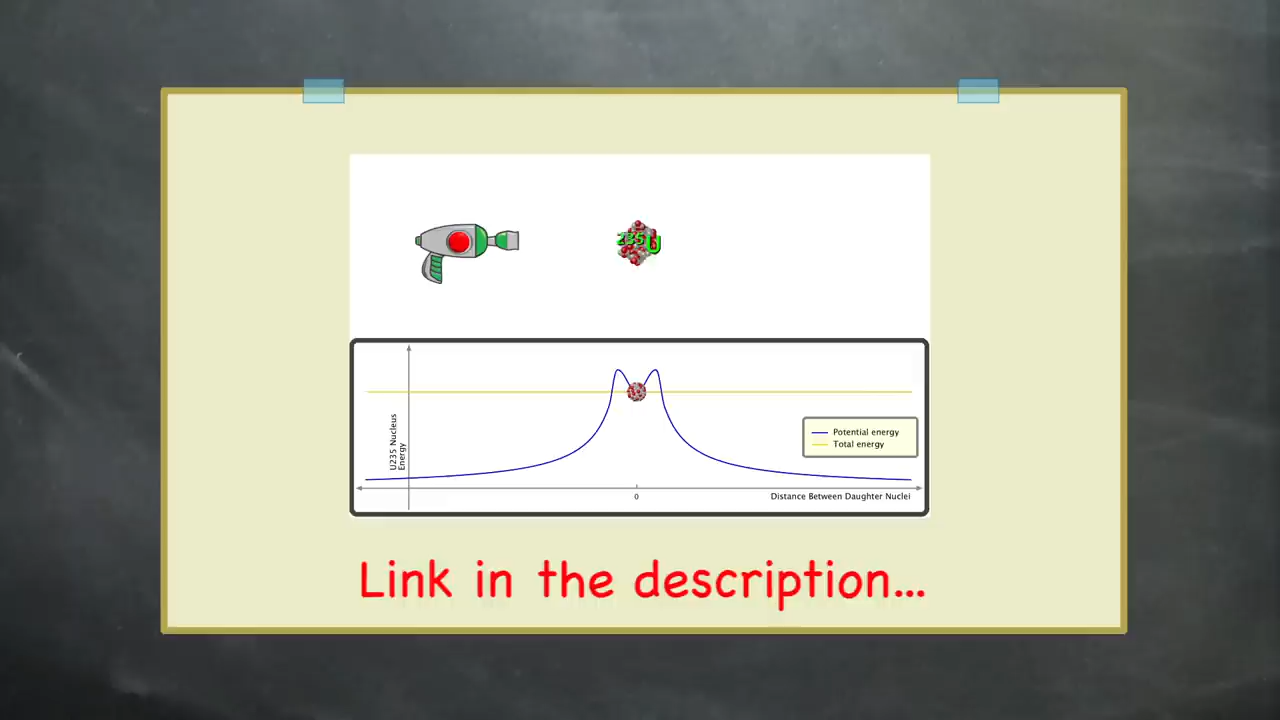 235U
U235 Nucleus
Energy
Potential energy
Total energy
0
Distance Between Daughter Nuclei
Link in the description...